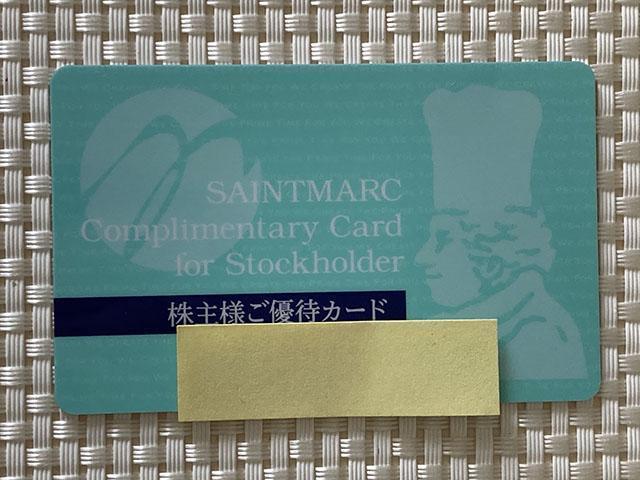 SAINTMARC
Complimentary Card
for Stockholder
株主様ご優待カード